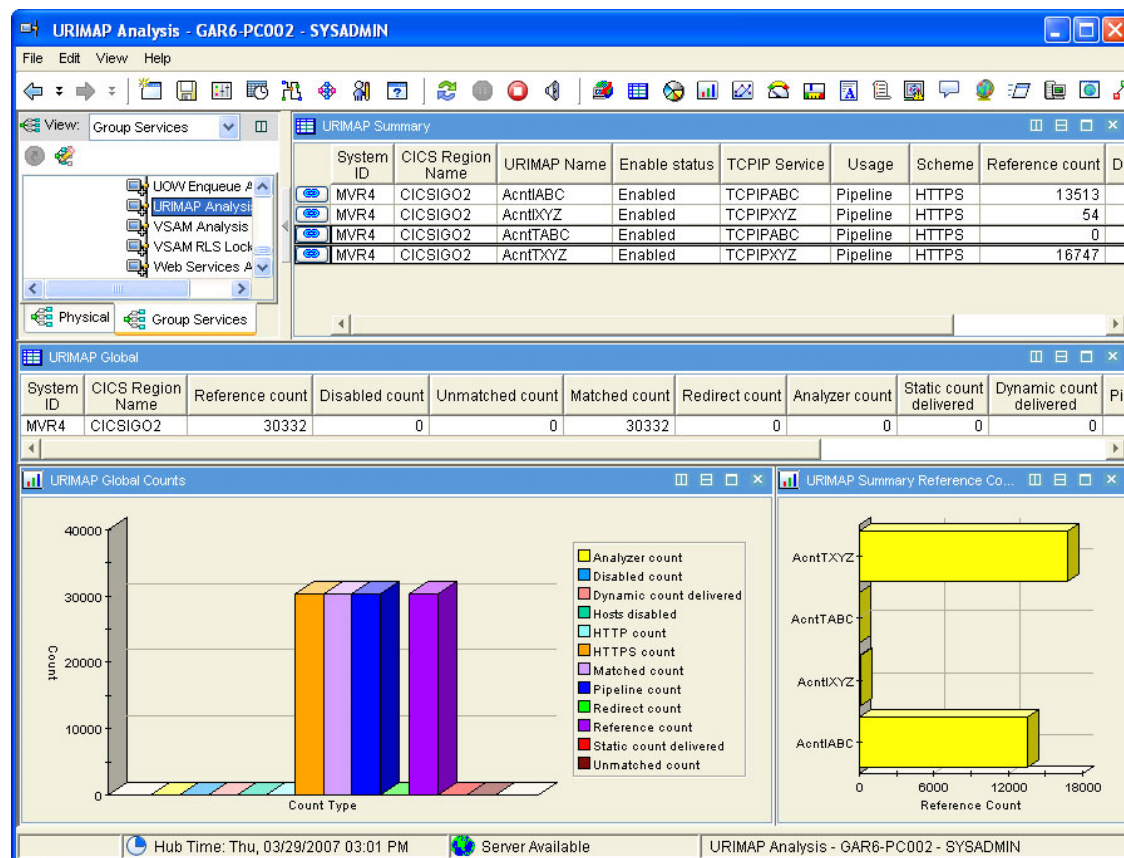 URIMAP Analysis - GAR6-PC002 - SYSADMIN
File Edit View Help
View: Group Services
UOW Enqueue A
URIMAP Analysis
VSAM Analysis
VSAM RLS Lock
Web Services A
Physical Group Services
URIMAP Summary
System ID CICS Region Name URIMAP Name Enable status TCPIP Service Usage Scheme Reference count D
MVR4 CICSIGO2 AcntIABC Enabled TCPIPABC Pipeline HTTPS 13513
MVR4 CICSIGO2 AcntIXYZ Enabled TCPIPXYZ Pipeline HTTPS 54
MVR4 CICSIGO2 AcntTABC Enabled TCPIPABC Pipeline HTTPS 0
MVR4 CICSIGO2 AcntTXYZ Enabled TCPIPXYZ Pipeline HTTPS 16747
URIMAP Global
System ID CICS Region Name Reference count Disabled count Unmatched count Matched count Redirect count Analyzer count Static count delivered Dynamic count delivered Pi
MVR4 CICSIGO2 30332 0 0 30332 0 0 0 0
URIMAP Global Counts
40000
30000
20000
10000
0
Count
Count Type
Analyzer count
Disabled count
Dynamic count delivered
Hosts disabled
HTTP count
HTTPS count
Matched count
Pipeline count
Redirect count
Reference count
Static count delivered
Unmatched count
URIMAP Summary Reference Co...
AcntTXYZ
AcntTABC
AcntIXYZ
AcntIABC
0 6000 12000 18000
Reference Count
Hub Time: Thu, 03/29/2007 03:01 PM
Server Available
URIMAP Analysis - GAR6-PC002 - SYSADMIN